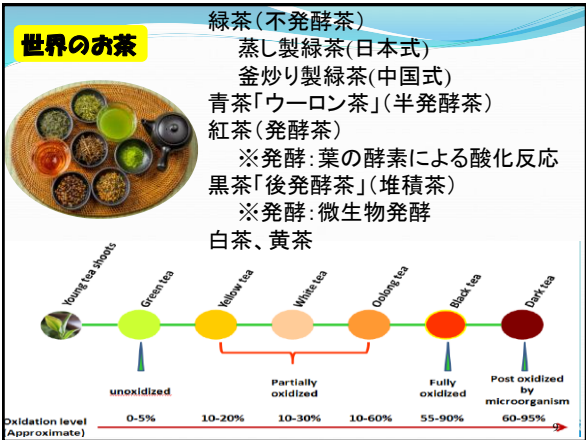 世界のお茶
緑茶(不発酵茶)
蒸し製緑茶(日本式)
釜炒り製緑茶(中国式)
青茶「ウーロン茶」(半発酵茶)
紅茶(発酵茶)
※発酵:葉の酵素による酸化反応
黒茶「後発酵茶」(堆積茶)
※発酵:微生物発酵
白茶、黄茶
Young tea shoots
Green tea
Yellow tea
White tea
Oolong tea
Black tea
Dark tea
unoxidized
Partially
oxidized
Fully
oxidized
Post oxidized
by
microorganism
Oxidation level
(Approximate)
0-5%
10-20%
10-30%
10-60%
55-90%
60-95%